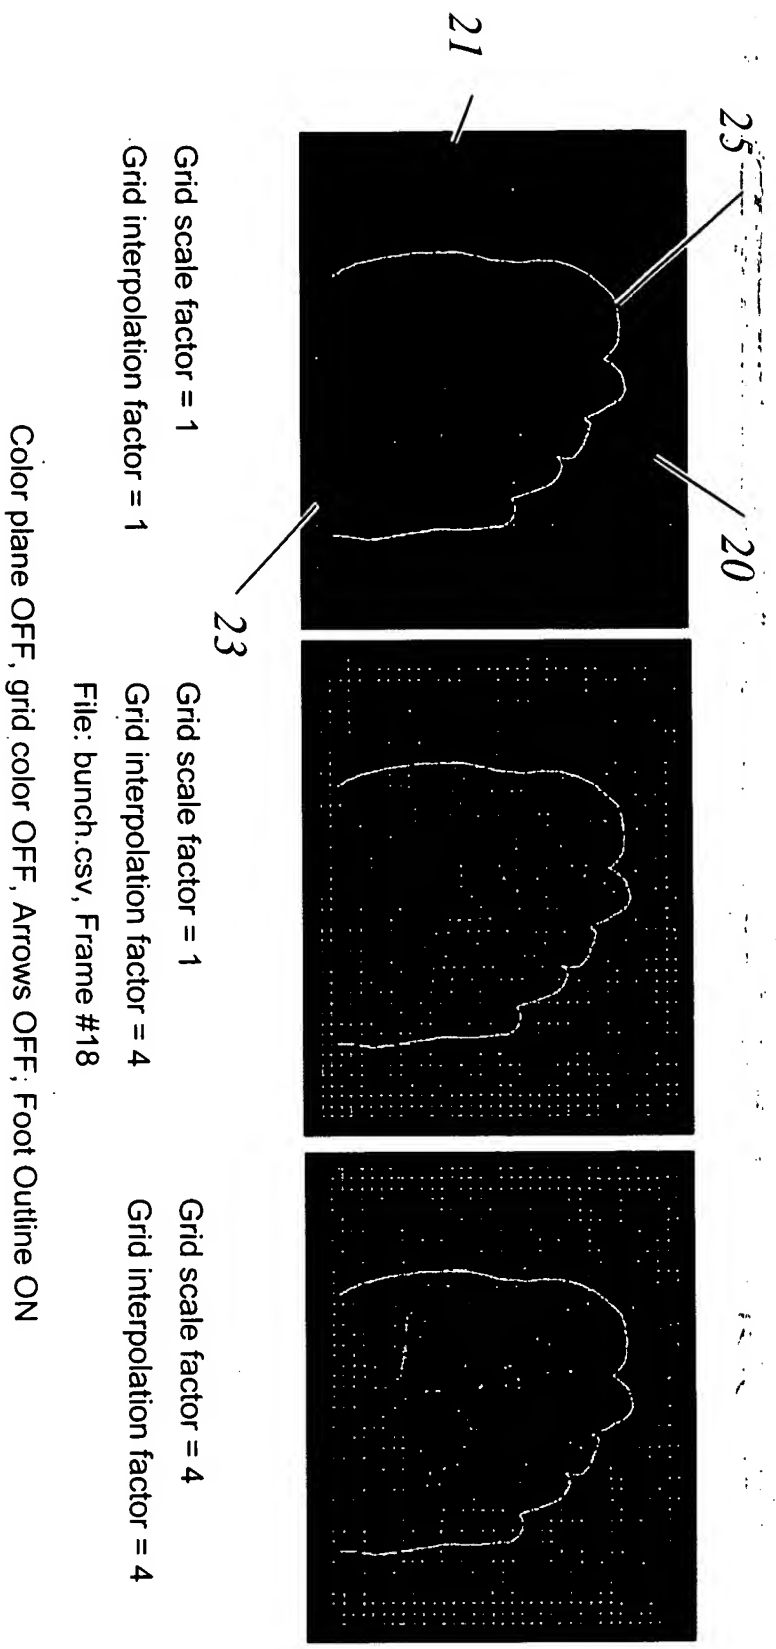 21
25
20
23
Grid scale factor = 1
Grid interpolation factor = 1
Grid scale factor = 1
Grid interpolation factor = 4
File: bunch.csv, Frame #18
Grid scale factor = 4
Grid interpolation factor = 4
Color plane OFF, grid color OFF, Arrows OFF, Foot Outline ON